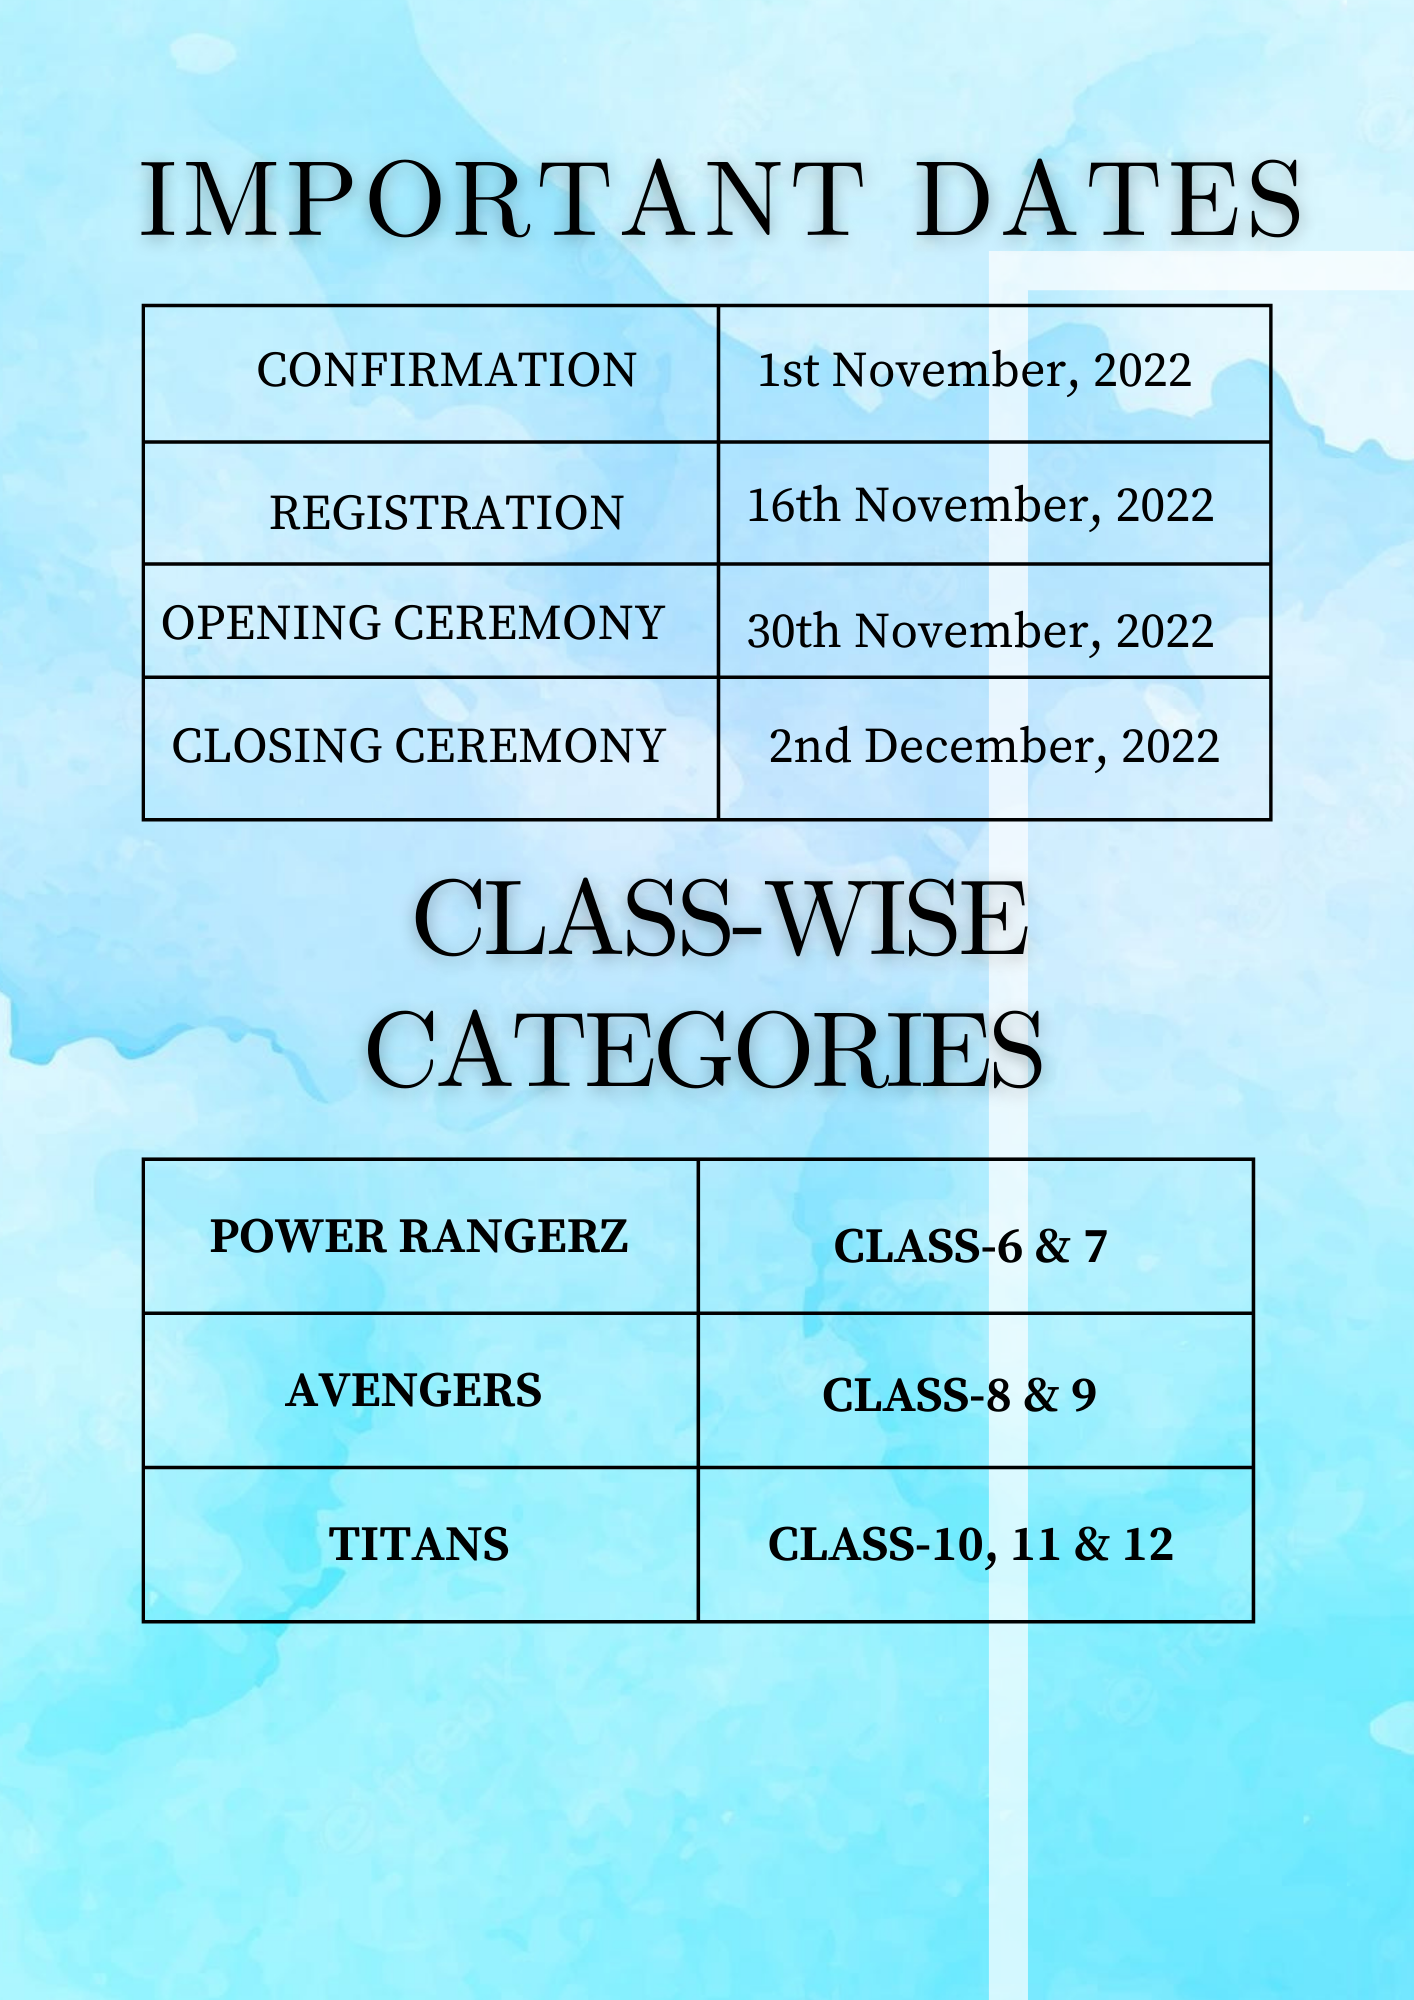 IMPORTANT DATES
CONFIRMATION 1st November, 2022
REGISTRATION 16th November, 2022
OPENING CEREMONY 30th November, 2022
CLOSING CEREMONY 2nd December, 2022
CLASS-WISE
CATEGORIES
POWER RANGERZ CLASS-6 & 7
AVENGERS CLASS-8 & 9
TITANS CLASS-10, 11 & 12